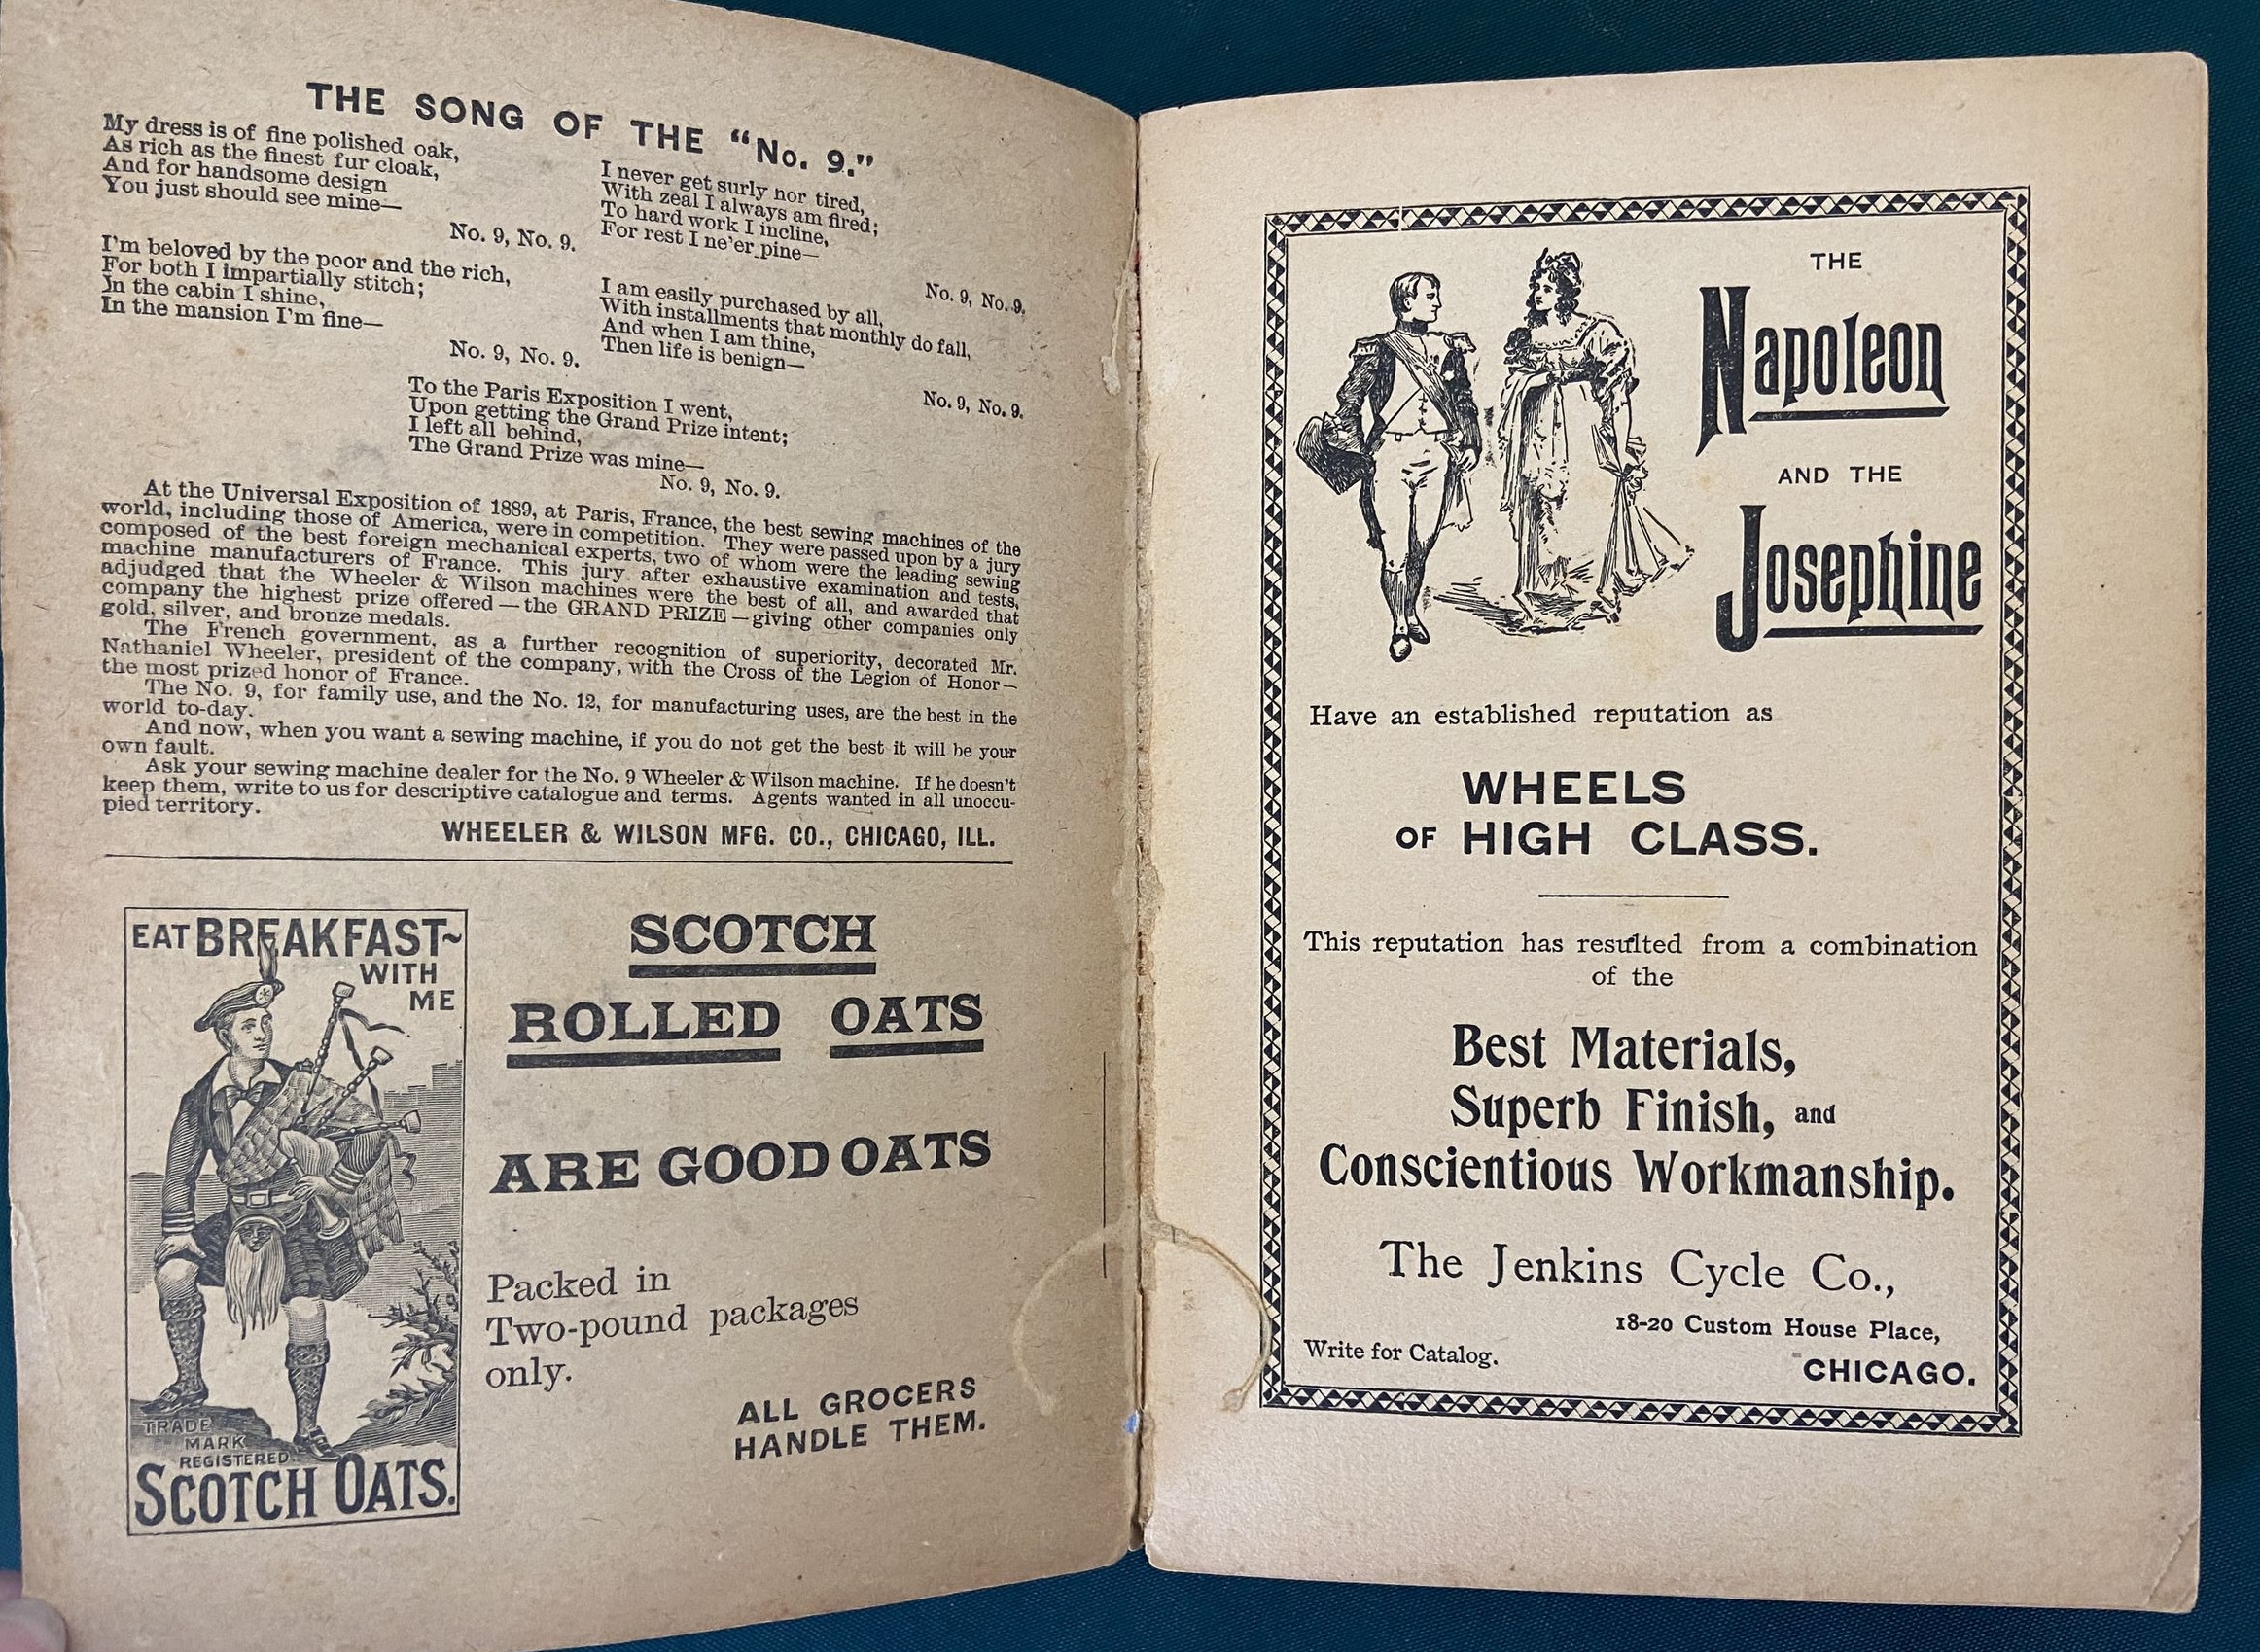 THE SONG OF THE “No. 9.”
My dress is of fine polished oak,
As rich as the finest fur cloak,
And for handsome design
You just should see mine—
No. 9, No. 9.
I'm beloved by the poor and the rich,
For both I impartially stitch;
In the cabin I shine,
In the mansion I'm fine—
No. 9, No. 9.
I never get surly nor tired,
With zeal I always am fired;
To hard work I incline,
For rest I ne'er pine—
No. 9, No. 9.
I am easily purchased by all,
With installments that monthly do fall,
And when I am thine,
Then life is benign—
No. 9, No. 9.
To the Paris Exposition I went,
Upon getting the Grand Prize intent;
I left all behind,
The Grand Prize was mine—
No. 9, No. 9.
At the Universal Exposition of 1889, at Paris, France, the best sewing machines of the
world, including those of America, were in competition. They were passed upon by a jury
composed of the best foreign mechanical experts, two of whom were the leading sewing
machine manufacturers of France. This jury, after exhaustive examination and tests,
adjudged that the Wheeler & Wilson machines were the best of all, and awarded that
company the highest prize offered—the GRAND PRIZE—giving other companies only
gold, silver, and bronze medals.
The French government, as a further recognition of superiority, decorated Mr.
Nathaniel Wheeler, president of the company, with the Cross of the Legion of Honor—
the most prized honor of France.
The No. 9, for family use, and the No. 12, for manufacturing uses, are the best in the
world to-day.
And now, when you want a sewing machine, if you do not get the best it will be your
own fault.
Ask your sewing machine dealer for the No. 9 Wheeler & Wilson machine. If he doesn't
keep them, write to us for descriptive catalogue and terms. Agents wanted in all unoccu-
pied territory.
WHEELER & WILSON MFG. CO., CHICAGO, ILL.
EAT BREAKFAST~
WITH
ME
TRADE
MARK
REGISTERED
SCOTCH OATS.
SCOTCH
ROLLED OATS
ARE GOOD OATS
Packed in
Two-pound packages
only.
ALL GROCERS
HANDLE THEM.
THE
Napoleon
AND THE
Josephine
Have an established reputation as
WHEELS
OF HIGH CLASS.
This reputation has resulted from a combination
of the
Best Materials,
Superb Finish, and
Conscientious Workmanship.
The Jenkins Cycle Co.,
18-20 Custom House Place,
Write for Catalog.
CHICAGO.